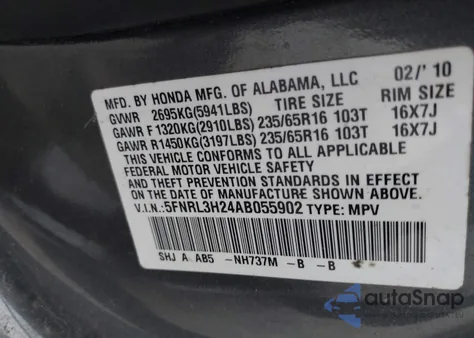 MFD. BY HONDA MFG. OF ALABAMA, LLC 02/'10
GVWR 2695KG(5941LBS) TIRE SIZE RIM SIZE
GAWR F 1320KG(2910LBS) 235/65R16 103T 16X7J
GAWR R 1450KG(3197LBS) 235/65R16 103T 16X7J
THIS VEHICLE CONFORMS TO ALL APPLICABLE
FEDERAL MOTOR VEHICLE
SAFETY AND THEFT PREVENTION STANDARDS IN EFFECT
ON THE DATE OF MANUFACTURE SHOWN ABOVE.
V.I.N.:5FNRL3H24AB055902 TYPE: MPV
SHJ A AB5 -NH737M -B -B
autoSnap